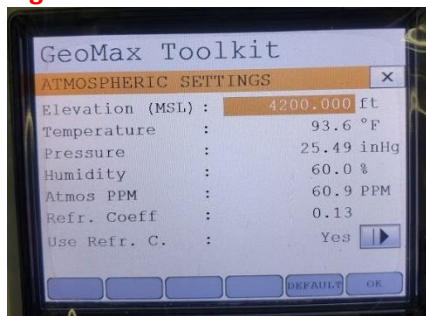 GeoMax Toolkit
ATMOSPHERIC SETTINGS
Elevation (MSL) : 4200.000 ft
Temperature : 93.6 °F
Pressure : 25.49 inHg
Humidity : 60.0 %
Atmos PPM : 60.9 PPM
Refr. Coeff : 0.13
Use Refr. C. : Yes
DEFAULT OK